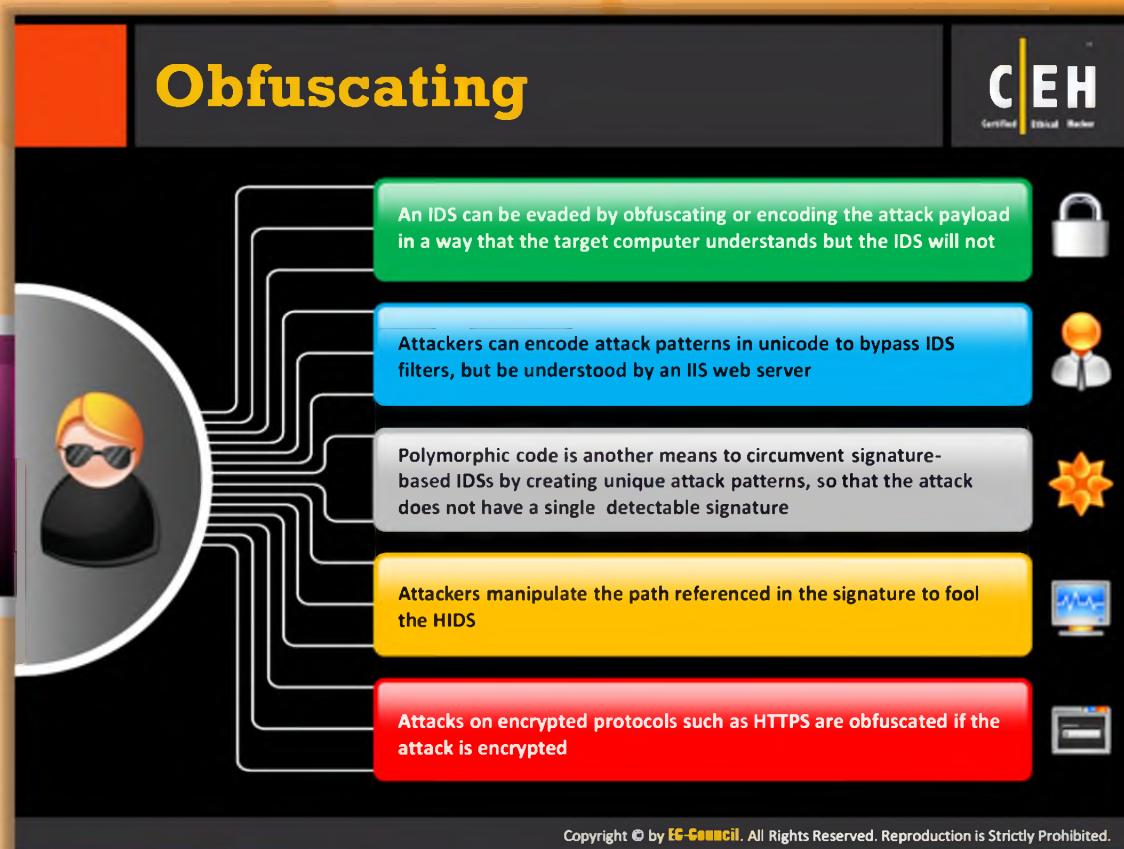 Obfuscating
C EH
Certified Ethical Hacker
An IDS can be evaded by obfuscating or encoding the attack payload
in a way that the target computer understands but the IDS will not
Attackers can encode attack patterns in unicode to bypass IDS
filters, but be understood by an IIS web server
Polymorphic code is another means to circumvent signature-
based IDSs by creating unique attack patterns, so that the attack
does not have a single detectable signature
Attackers manipulate the path referenced in the signature to fool
the HIDS
Attacks on encrypted protocols such as HTTPS are obfuscated if the
attack is encrypted
Copyright © by EC-Council. All Rights Reserved. Reproduction is Strictly Prohibited.